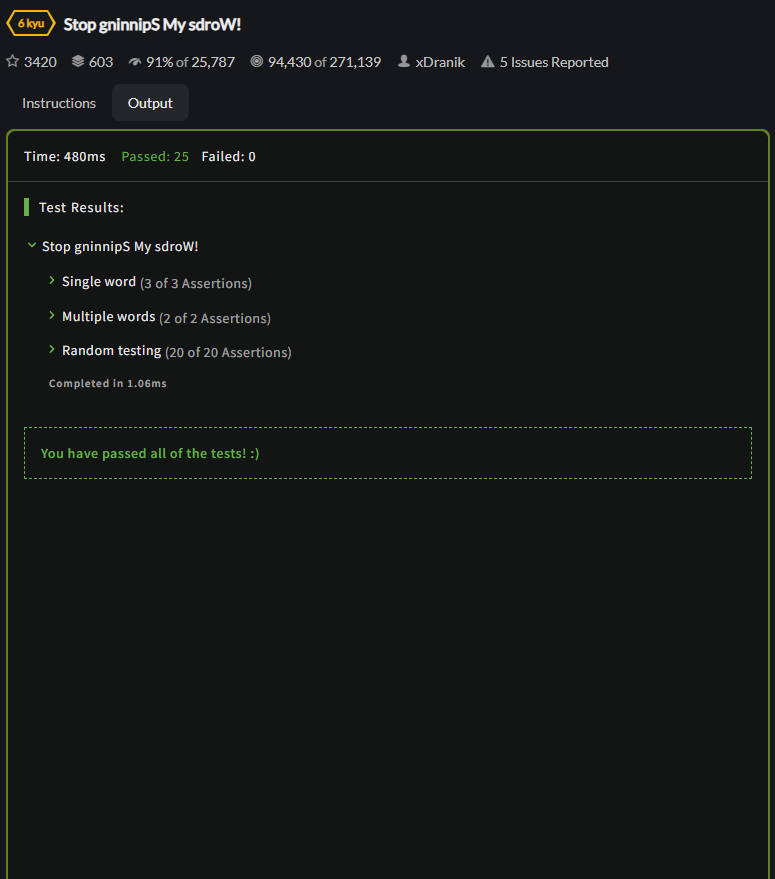 6 kyu Stop gninnipS My sdroW!
3420 603 91% of 25,787 94,430 of 271,139 xDranik 5 Issues Reported
Instructions Output
Time: 480ms Passed: 25 Failed: 0
Test Results:
Stop gninnipS My sdroW!
Single word (3 of 3 Assertions)
Multiple words (2 of 2 Assertions)
Random testing (20 of 20 Assertions)
Completed in 1.06ms
You have passed all of the tests! :)